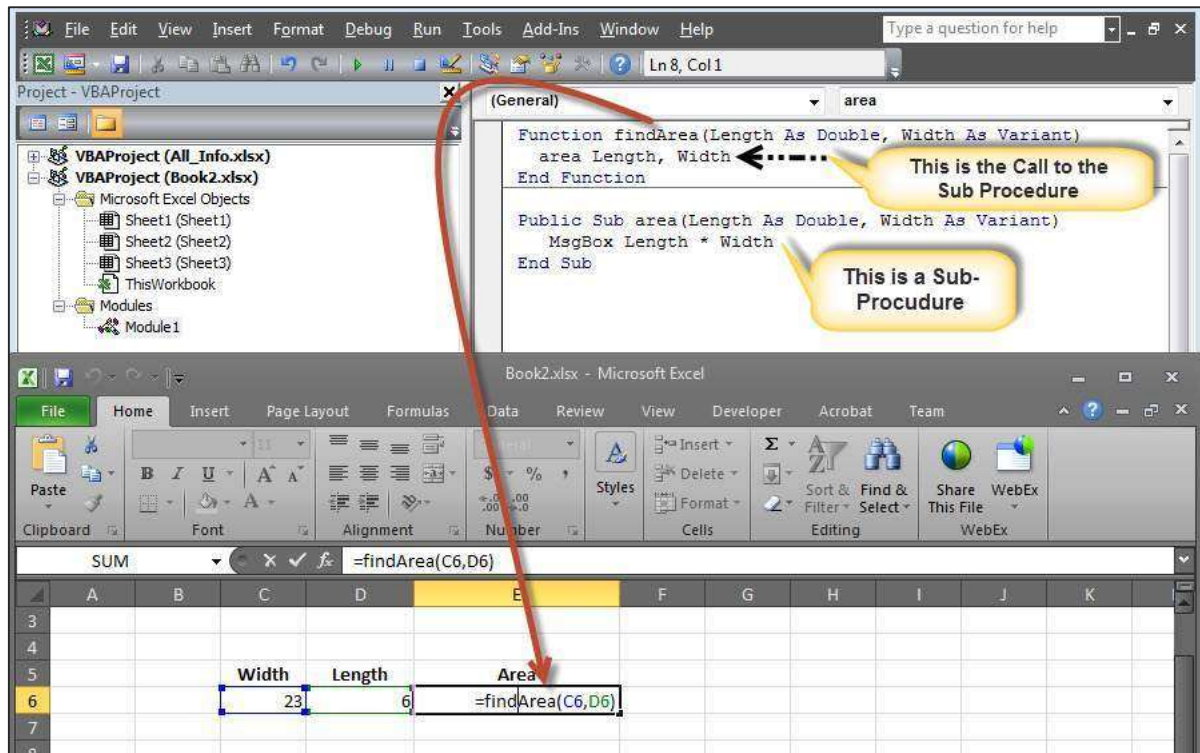 File Edit View Insert Format Debug Run Tools Add-Ins Window Help Type a question for help
Ln 8, Col 1
Project - VBAProject
(General) area
VBAProject (All_Info.xlsx)
VBAProject (Book2.xlsx)
Microsoft Excel Objects
Sheet1 (Sheet1)
Sheet2 (Sheet2)
Sheet3 (Sheet3)
ThisWorkbook
Modules
Module1
Function findArea(Length As Double, Width As Variant)
area Length, Width
End Function
This is the Call to the
Sub Procedure
Public Sub area(Length As Double, Width As Variant)
MsgBox Length * Width
End Sub
This is a Sub-
Procudure
Book2.xlsx - Microsoft Excel
File Home Insert Page Layout Formulas Data Review View Developer Acrobat Team
Paste
Clipboard
11
B I U A A
A
Font
Alignment
General
$ % ,
Number
Styles
Insert
Delete
Format
Cells
Σ
Sort & Filter
Find & Select
Editing
Share This File
WebEx
WebEx
SUM fx =findArea(C6,D6)
A B C D E F G H I J K
3
4
5 Width Length Area
6 23 6 =findArea(C6,D6)
7